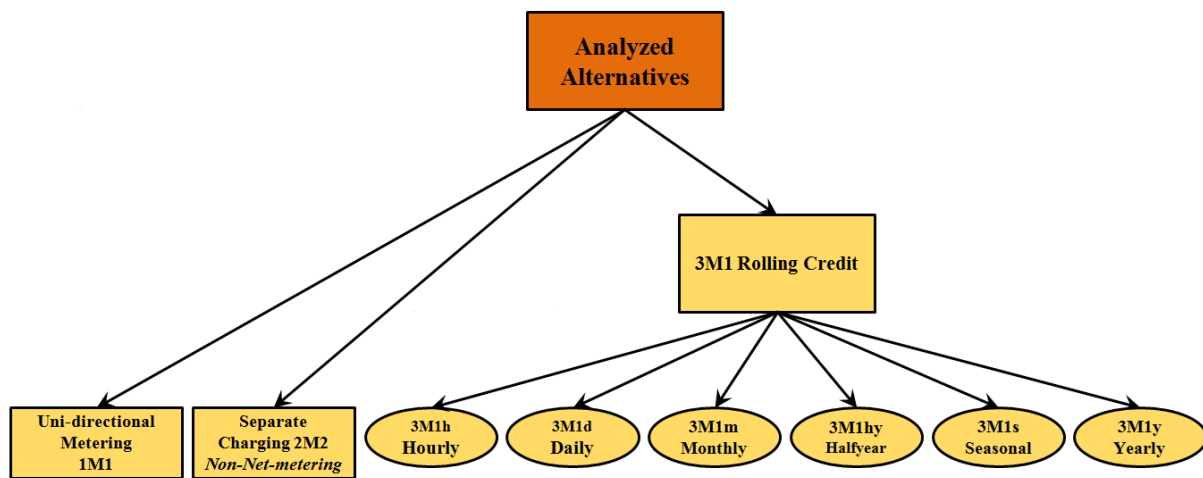 Analyzed
Alternatives
3M1 Rolling Credit
Uni-directional
Metering
1M1
Separate
Charging 2M2
Non-Net-metering
3M1h
Hourly
3M1d
Daily
3M1m
Monthly
3M1hy
Halfyear
3M1s
Seasonal
3M1y
Yearly